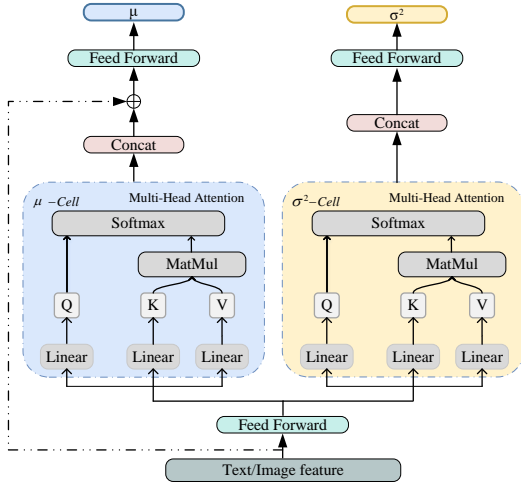 μ
σ²
Feed Forward
Feed Forward
Concat
Concat
μ -Cell
Multi-Head Attention
σ²-Cell
Multi-Head Attention
Softmax
Softmax
MatMul
MatMul
Q
K
V
Q
K
V
Linear
Linear
Linear
Linear
Linear
Linear
Feed Forward
Text/Image feature